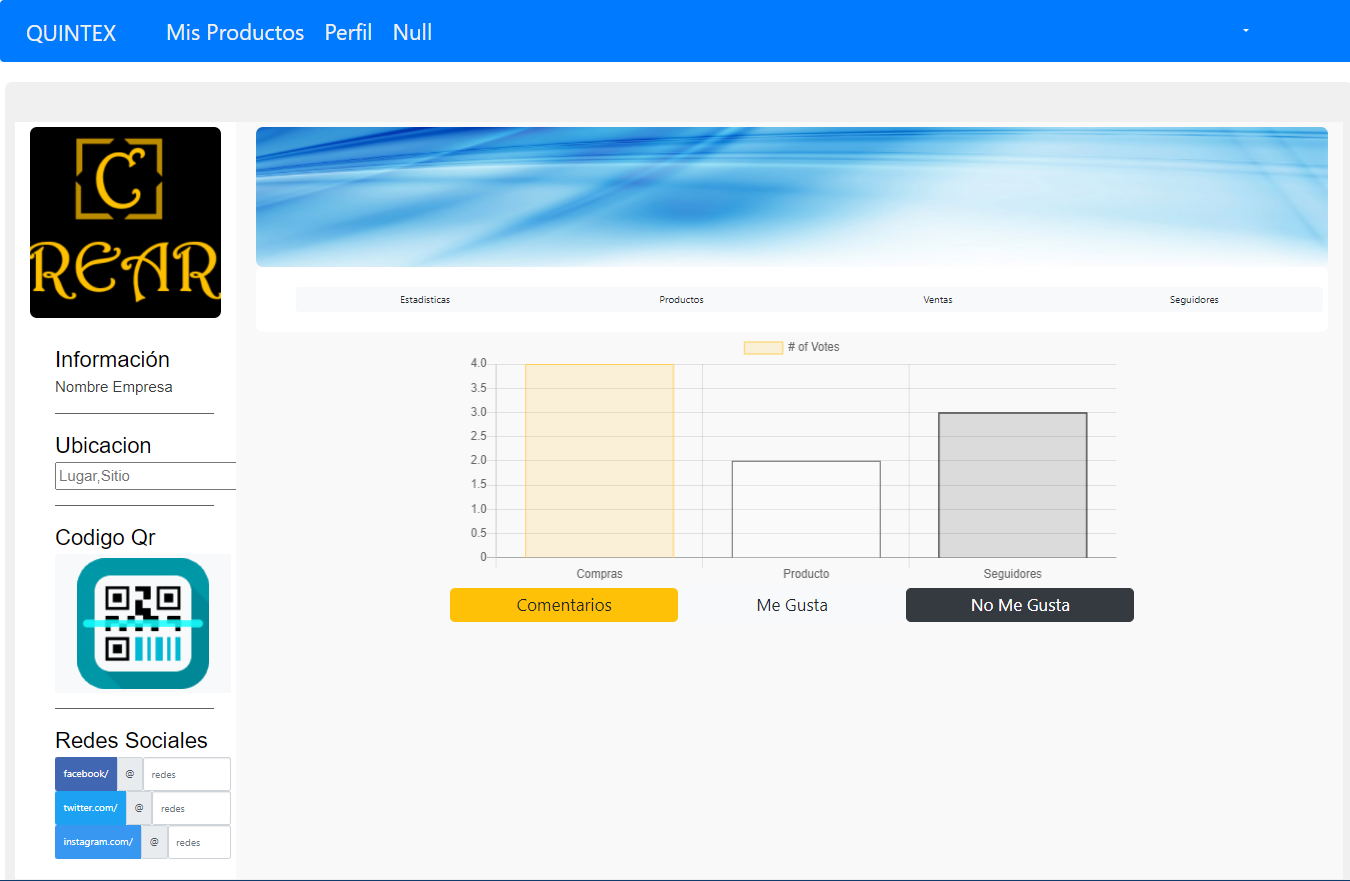 QUINTEX Mis Productos Perfil Null
C
REAR
Información
Nombre Empresa
Ubicacion
Lugar,Sitio
Codigo Qr
Redes Sociales
facebook/ @ redes
twitter.com/ @ redes
instagram.com/ @ redes
Estadisticas Productos Ventas Seguidores
# of Votes
4.0
3.5
3.0
2.5
2.0
1.5
1.0
0.5
0
Compras Producto Seguidores
Comentarios Me Gusta No Me Gusta